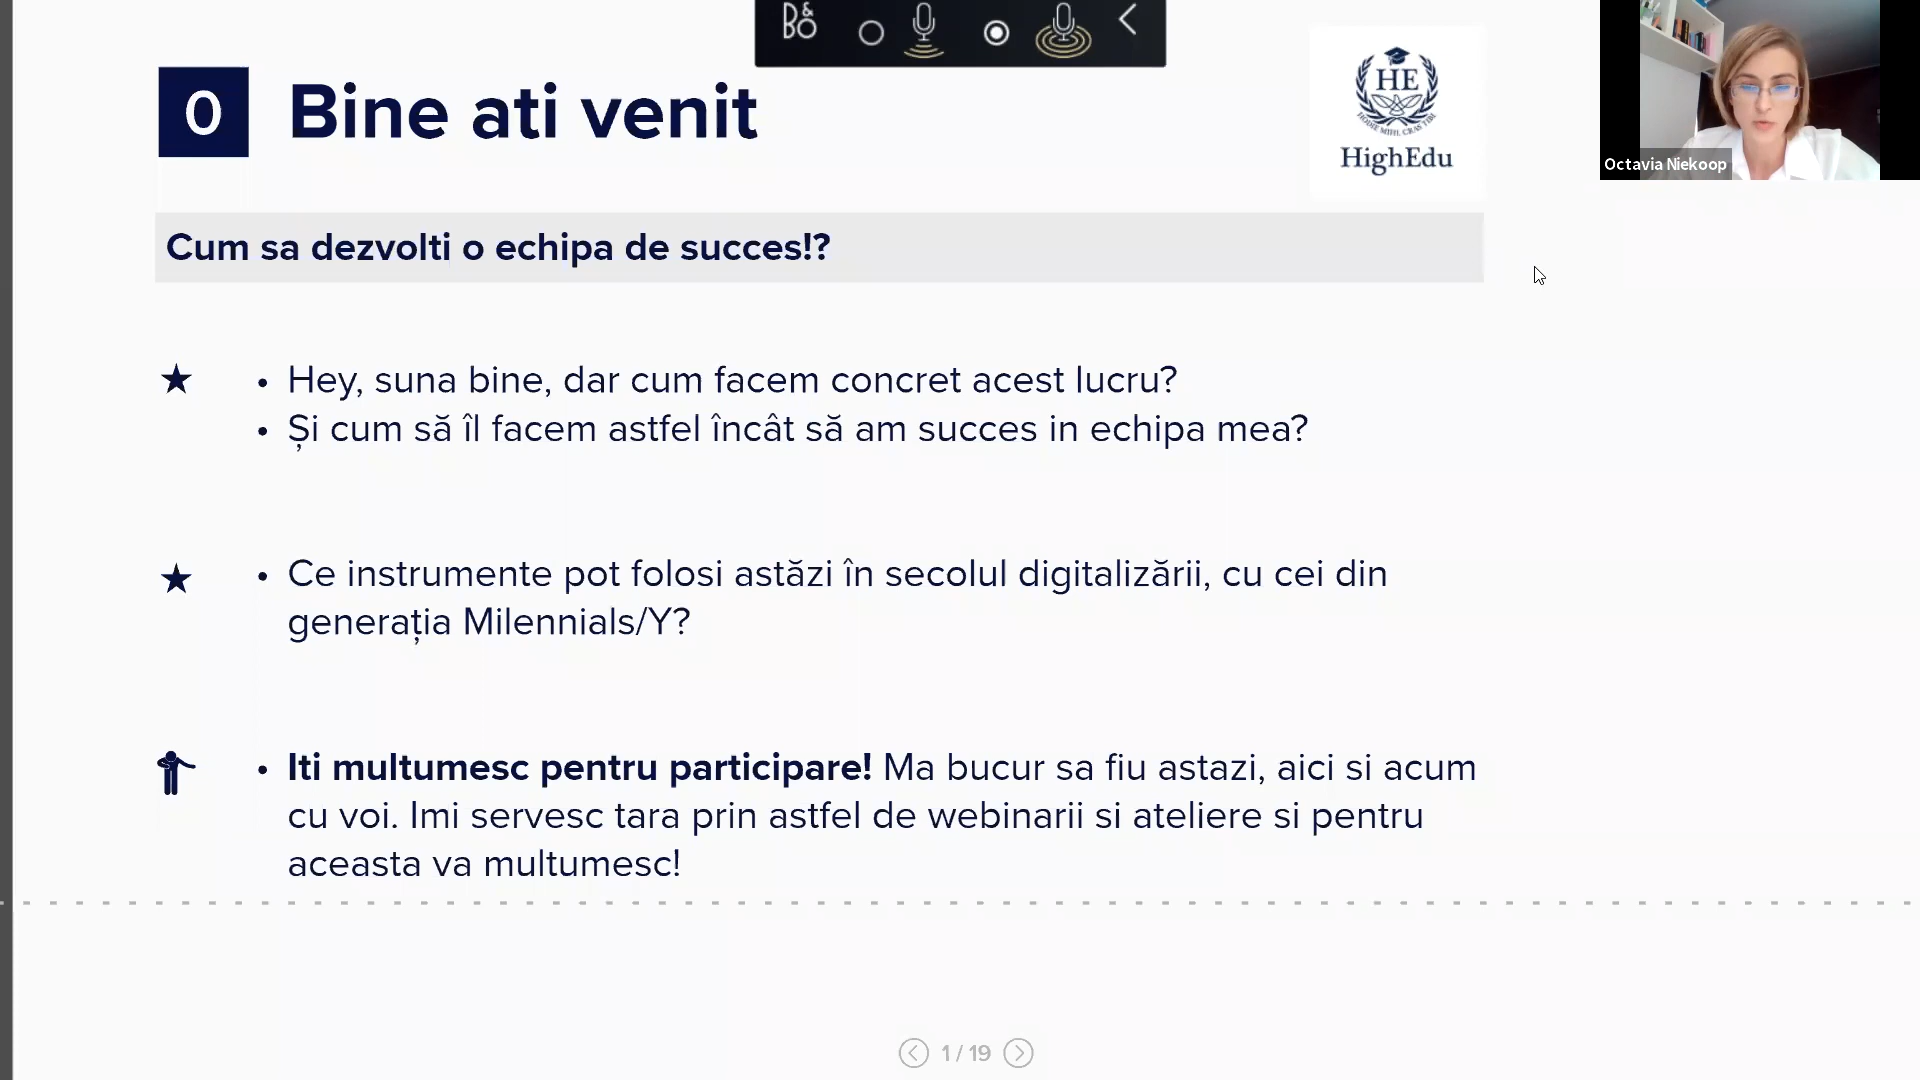 B&O
0 Bine ati venit
HE
HODIE MIHI, CRAS TIBI
HighEdu
Octavia Niekoop
Cum sa dezvolti o echipa de succes!?
★ • Hey, suna bine, dar cum facem concret acest lucru?
• Și cum să îl facem astfel încât să am succes in echipa mea?
★ • Ce instrumente pot folosi astăzi în secolul digitalizării, cu cei din
generația Milennials/Y?
• Iti multumesc pentru participare! Ma bucur sa fiu astazi, aici si acum
cu voi. Imi servesc tara prin astfel de webinarii si ateliere si pentru
aceasta va multumesc!
1 / 19